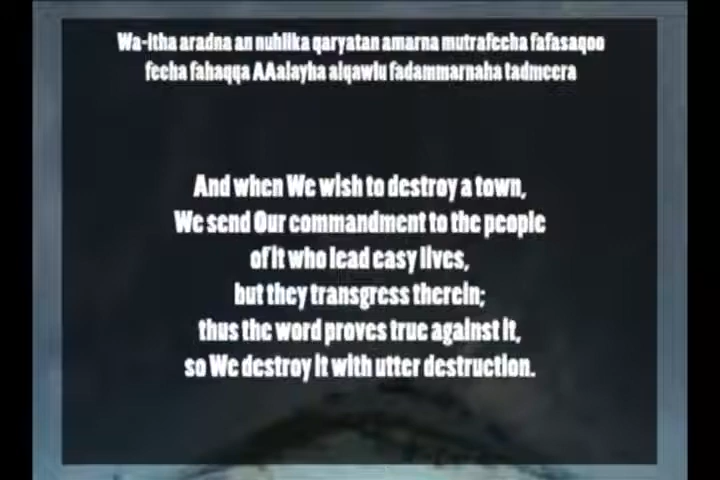 Wa-itha aradna an nuhlika qaryatan amarna mutrafeeha fafasaqoo
feeha fahaqqa AAalayha alqawlu fadammarnaha tadmeera
And when We wish to destroy a town,
We send Our commandment to the people
of it who lead easy lives,
but they transgress therein;
thus the word proves true against it,
so We destroy it with utter destruction.